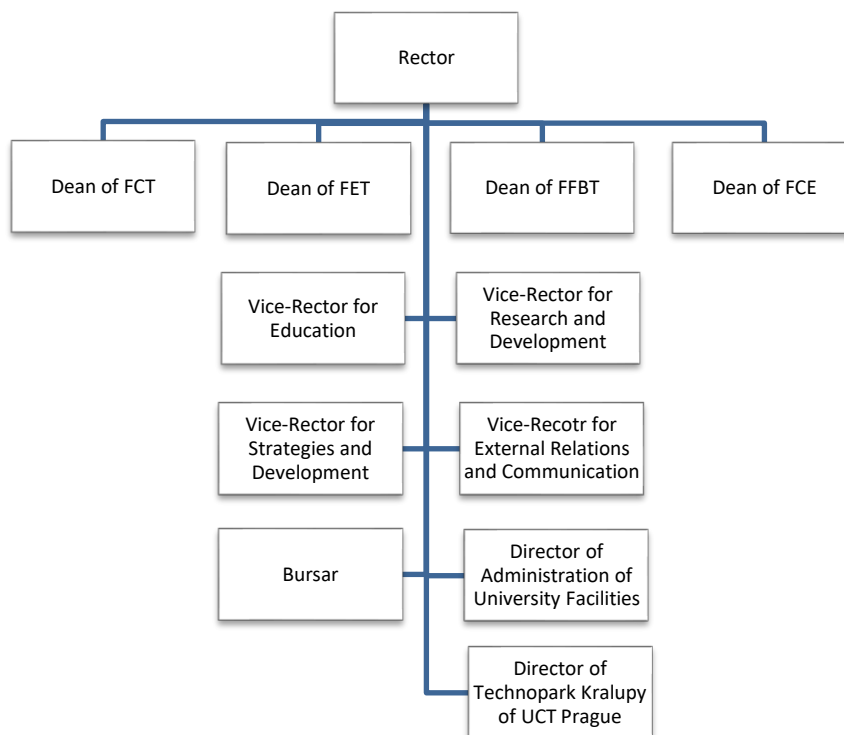 Rector
Dean of FCT
Dean of FET
Dean of FFBT
Dean of FCE
Vice-Rector for
Education
Vice-Rector for
Research and
Development
Vice-Rector for
Strategies and
Development
Vice-Recotr for
External Relations
and Communication
Bursar
Director of
Administration of
University Facilities
Director of
Technopark Kralupy
of UCT Prague